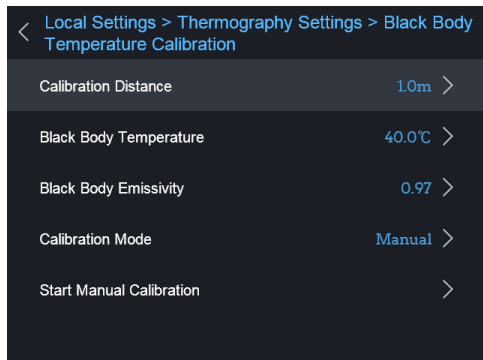 Local Settings > Thermography Settings > Black Body
Temperature Calibration
Calibration Distance 1.0m
Black Body Temperature 40.0℃
Black Body Emissivity 0.97
Calibration Mode Manual
Start Manual Calibration